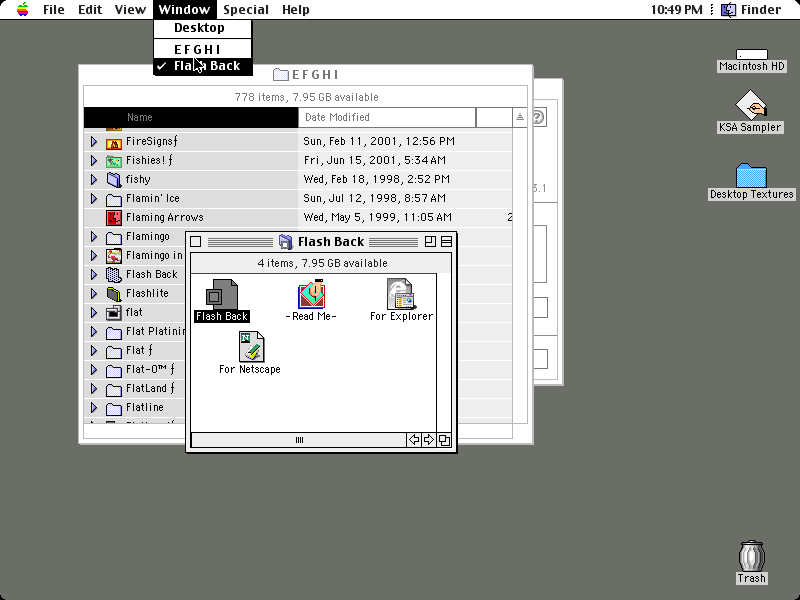 File Edit View Window Special Help 10:49 PM Finder
Desktop
E F G H I
✓ Flash Back
E F G H I
778 items, 7.95 GB available
Name Date Modified
FireSigns ƒ Sun, Feb 11, 2001, 12:56 PM
Fishies! ƒ Fri, Jun 15, 2001, 5:34 AM
fishy Wed, Feb 18, 1998, 2:52 PM
Flamin' Ice Sun, Jul 12, 1998, 8:57 AM
Flaming Arrows Wed, May 5, 1999, 11:05 AM 2
Flamingo
Flamingo in
Flash Back
Flashlite
flat
Flat Platinin
Flat ƒ
Flat-O™ ƒ
FlatLand ƒ
Flatline
3.1
Flash Back
4 items, 7.95 GB available
Flash Back
-Read Me-
For Explorer
For Netscape
Macintosh HD
KSA Sampler
Desktop Textures
Trash